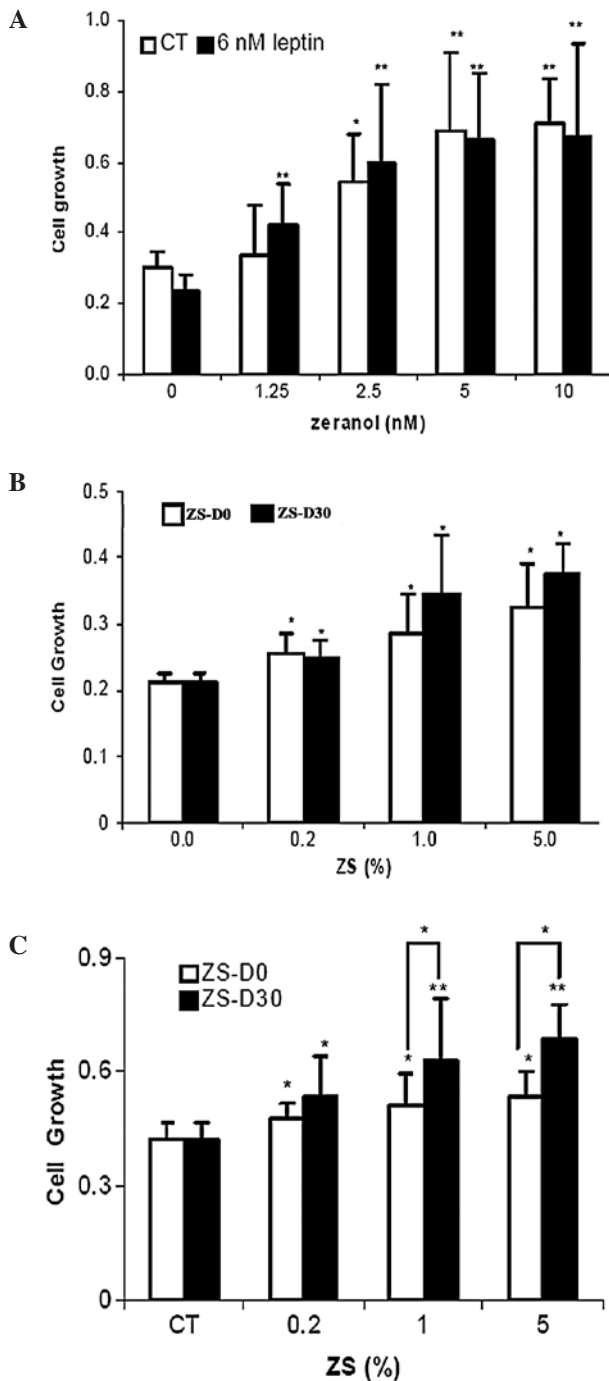 A
1.0
CT 6 nM leptin
**
**
**
**
**
0.8
*
**
0.6
Cell growth
0.4
0.2
0.0
0 1.25 2.5 5 10
zeranol (nM)
B
0.5
ZS-D0 ZS-D30
*
*
*
0.4
*
*
*
0.3
Cell Growth
0.2
0.1
0
0.0 0.2 1.0 5.0
ZS (%)
C
0.9
ZS-D0
ZS-D30
* *
** **
* *
* *
0.6
Cell Growth
0.3
0
CT 0.2 1 5
ZS (%)